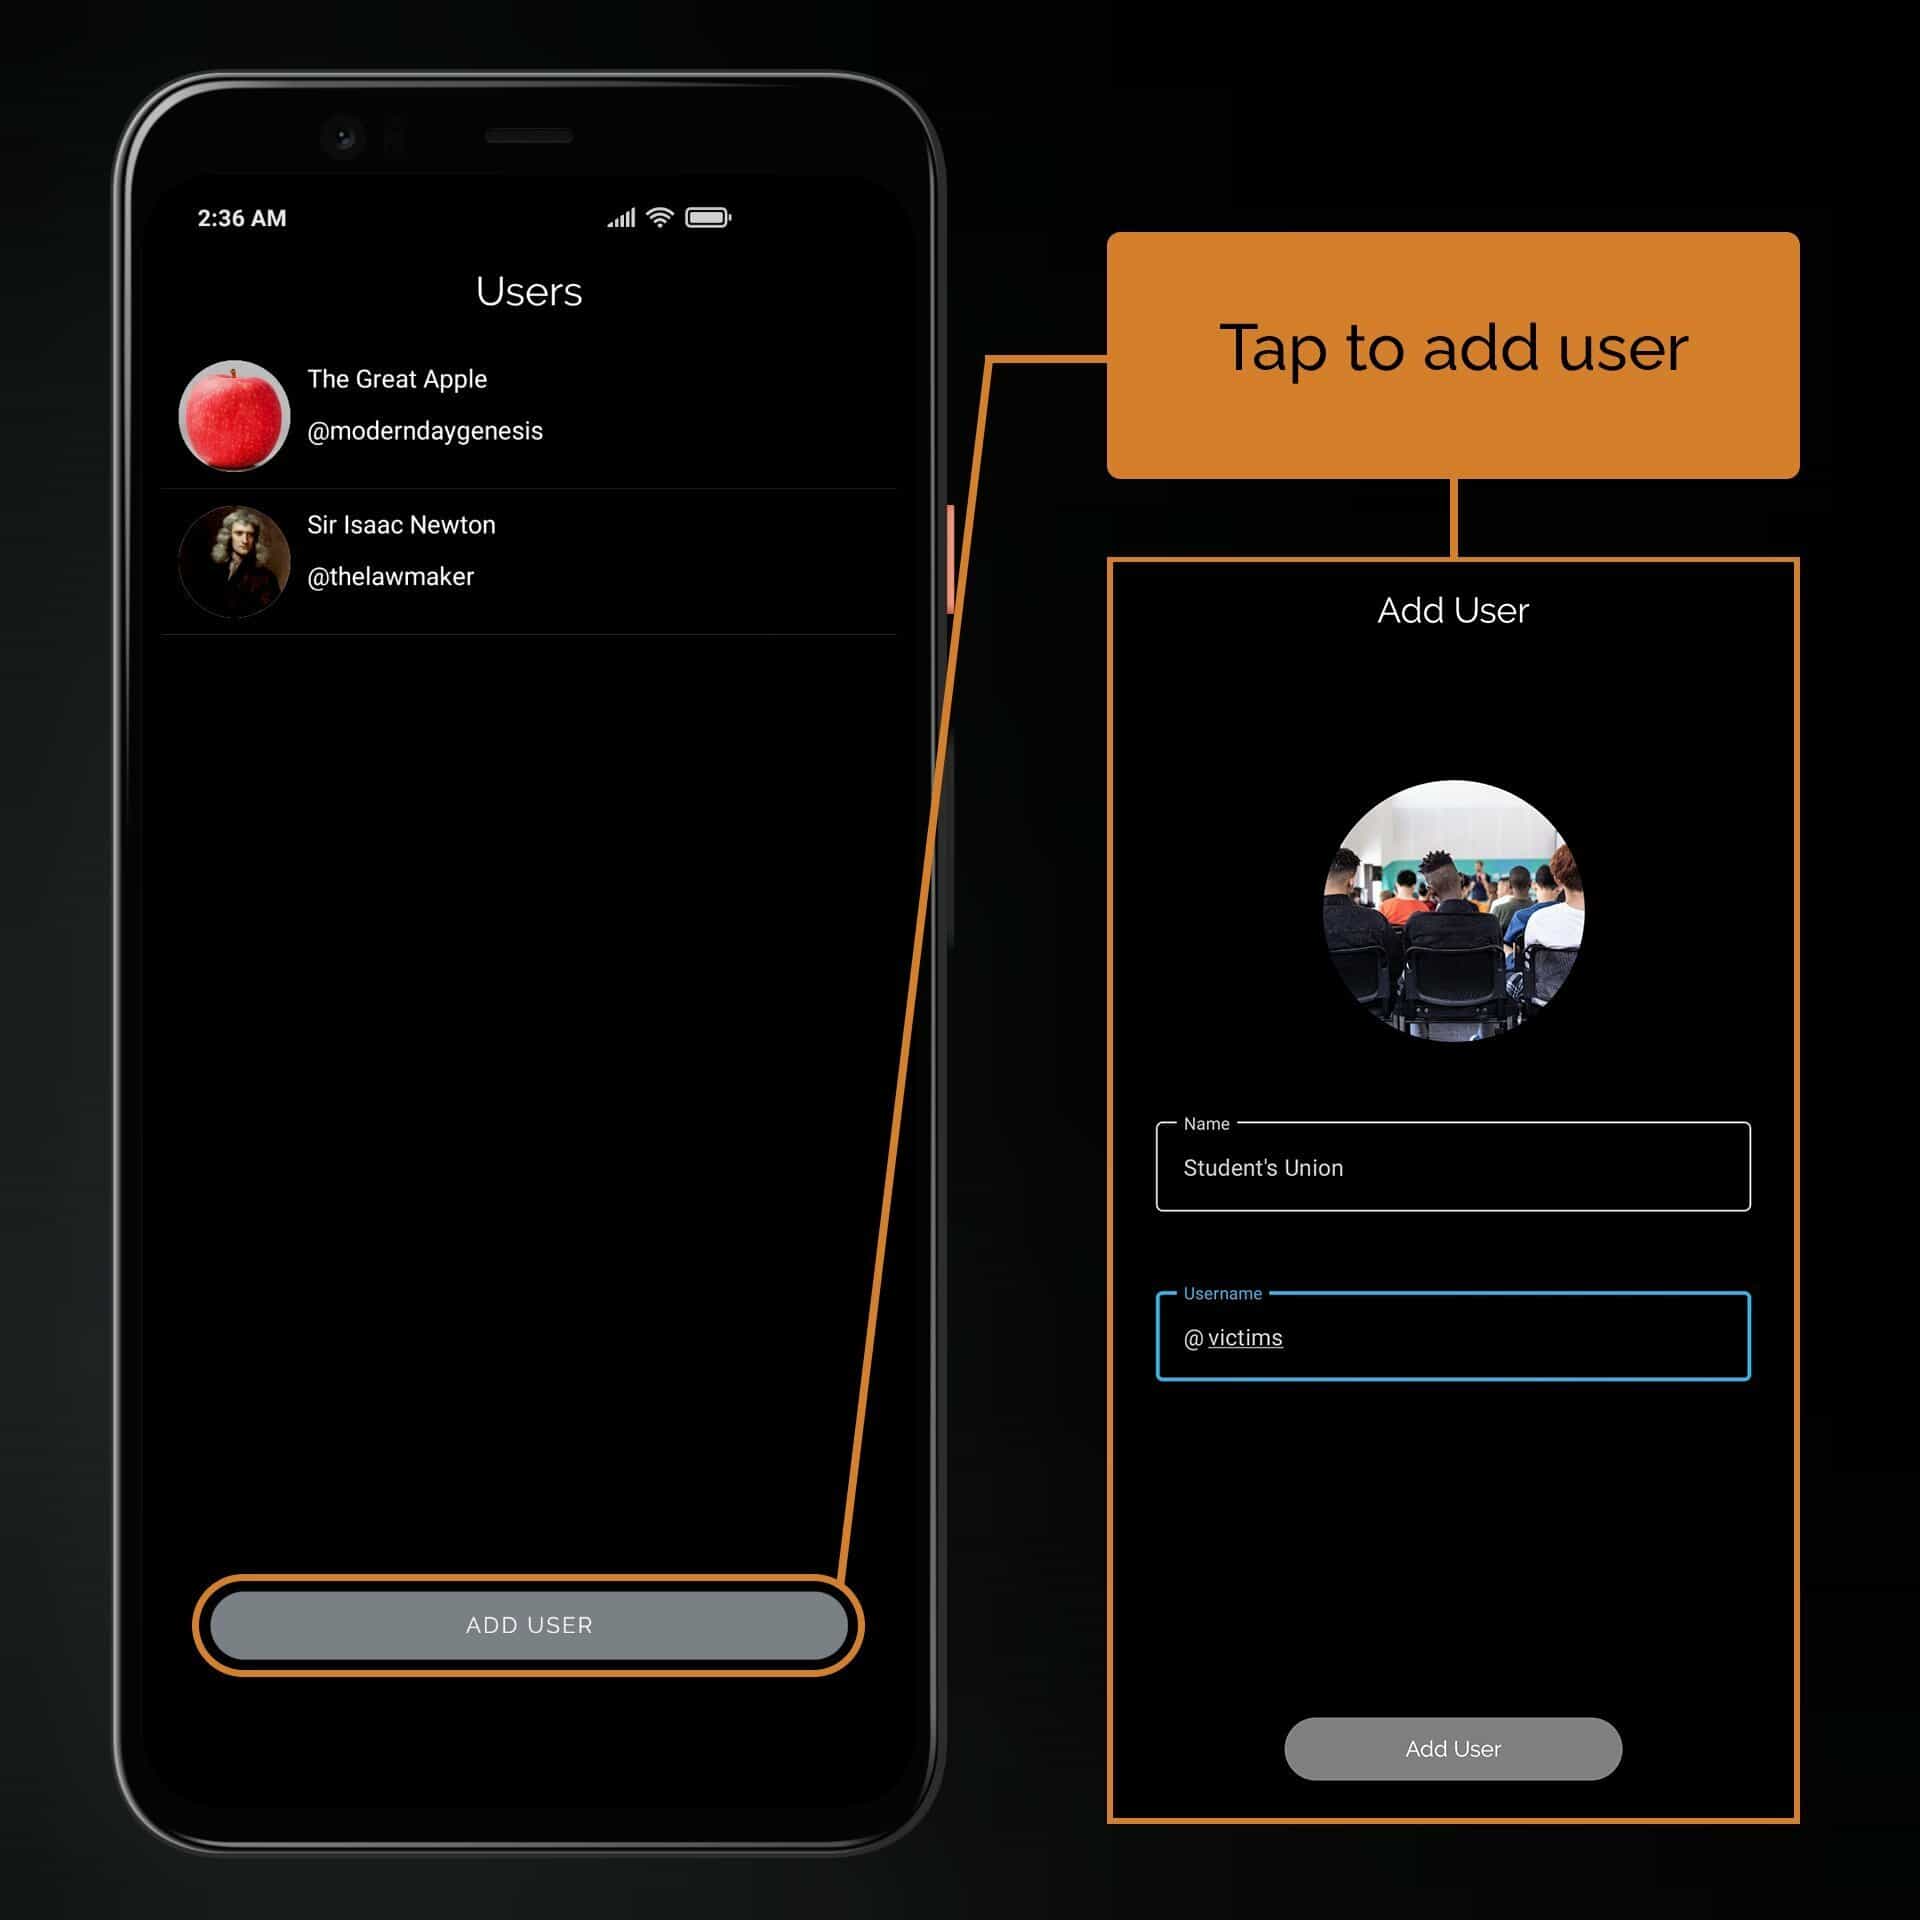 2:36 AM
Users
The Great Apple
@moderndaygenesis
Sir Isaac Newton
@thelawmaker
ADD USER
Tap to add user
Add User
Name
Student's Union
Username
@ victims
Add User